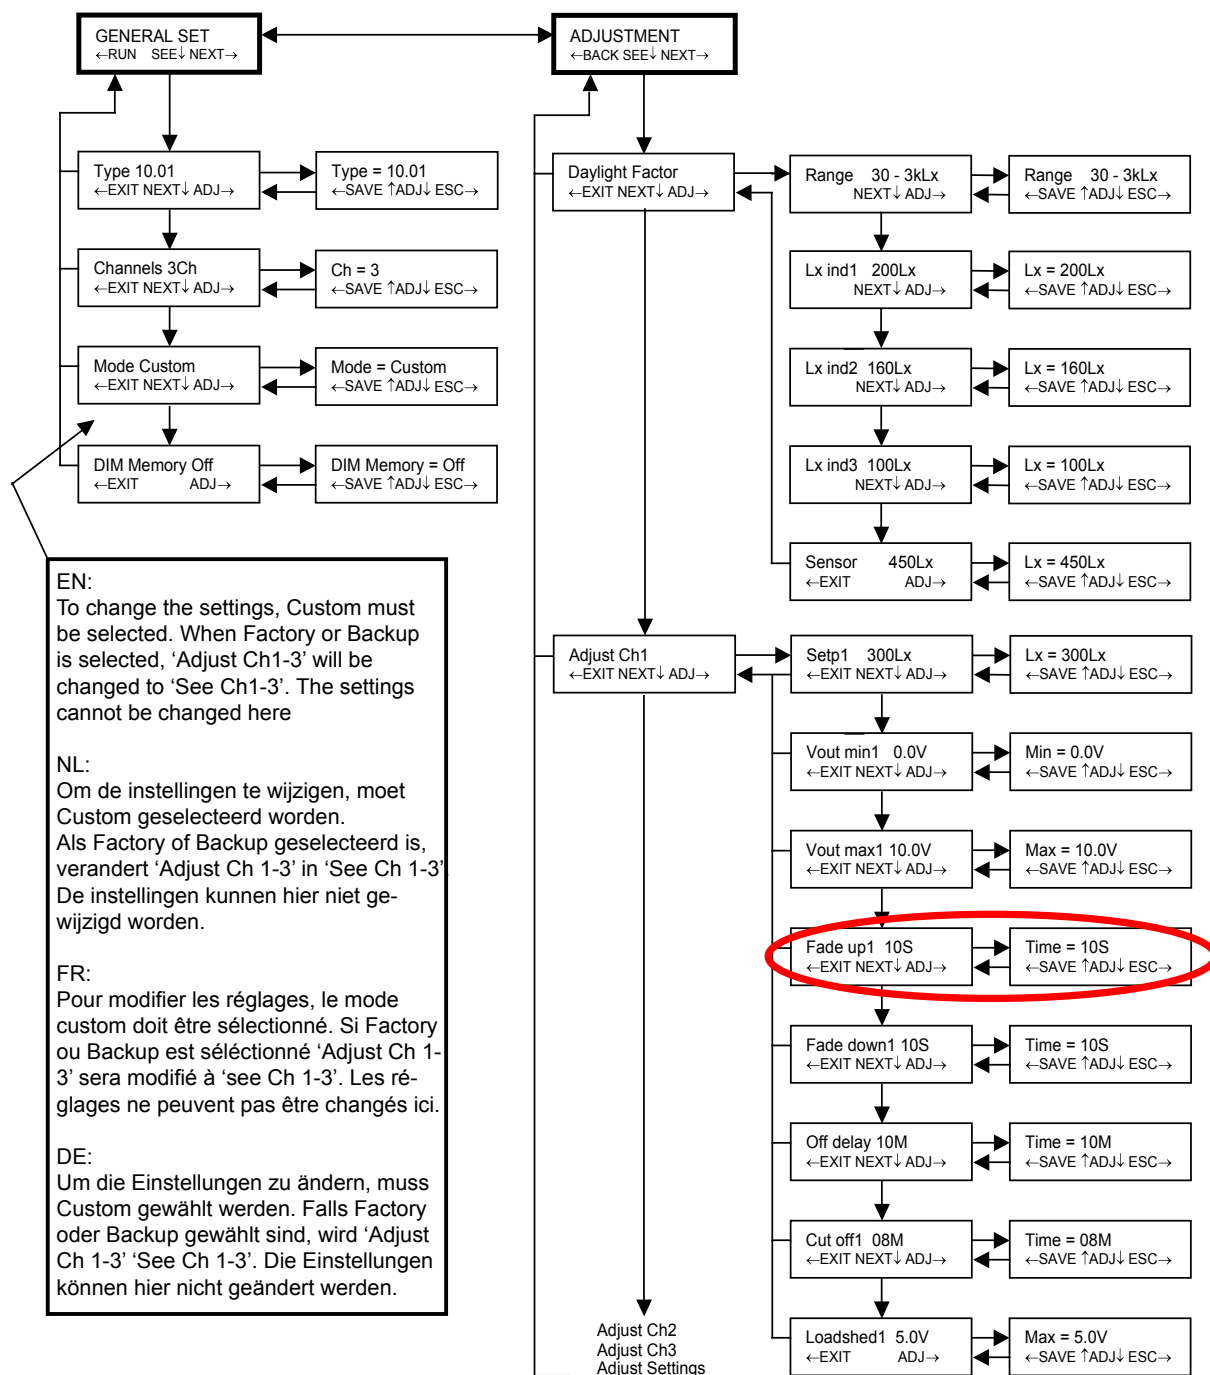 GENERAL SET
←RUN SEE↓ NEXT→
ADJUSTMENT
←BACK SEE↓ NEXT→
Type 10.01
←EXIT NEXT↓ ADJ→
Type = 10.01
←SAVE ↑ADJ↓ ESC→
Channels 3Ch
←EXIT NEXT↓ ADJ→
Ch = 3
←SAVE ↑ADJ↓ ESC→
Mode Custom
←EXIT NEXT↓ ADJ→
Mode = Custom
←SAVE ↑ADJ↓ ESC→
DIM Memory Off
←EXIT ADJ→
DIM Memory = Off
←SAVE ↑ADJ↓ ESC→
EN:
To change the settings, Custom must
be selected. When Factory or Backup
is selected, ‘Adjust Ch1-3’ will be
changed to ‘See Ch1-3’. The settings
cannot be changed here
NL:
Om de instellingen te wijzigen, moet
Custom geselecteerd worden.
Als Factory of Backup geselecteerd is,
verandert ‘Adjust Ch 1-3’ in ‘See Ch 1-3’.
De instellingen kunnen hier niet ge-
wijzigd worden.
FR:
Pour modifier les réglages, le mode
custom doit être sélectionné. Si Factory
ou Backup est séléctionné ‘Adjust Ch 1-
3’ sera modifié à ‘see Ch 1-3’. Les ré-
glages ne peuvent pas être changés ici.
DE:
Um die Einstellungen zu ändern, muss
Custom gewählt werden. Falls Factory
oder Backup gewählt sind, wird ‘Adjust
Ch 1-3’ ‘See Ch 1-3’. Die Einstellungen
können hier nicht geändert werden.
Daylight Factor
←EXIT NEXT↓ ADJ→
Range 30 - 3kLx
NEXT↓ ADJ→
Range 30 - 3kLx
←SAVE ↑ADJ↓ ESC→
Lx ind1 200Lx
NEXT↓ ADJ→
Lx = 200Lx
←SAVE ↑ADJ↓ ESC→
Lx ind2 160Lx
NEXT↓ ADJ→
Lx = 160Lx
←SAVE ↑ADJ↓ ESC→
Lx ind3 100Lx
NEXT↓ ADJ→
Lx = 100Lx
←SAVE ↑ADJ↓ ESC→
Sensor 450Lx
←EXIT ADJ→
Lx = 450Lx
←SAVE ↑ADJ↓ ESC→
Adjust Ch1
←EXIT NEXT↓ ADJ→
Setp1 300Lx
←EXIT NEXT↓ ADJ→
Lx = 300Lx
←SAVE ↑ADJ↓ ESC→
Vout min1 0.0V
←EXIT NEXT↓ ADJ→
Min = 0.0V
←SAVE ↑ADJ↓ ESC→
Vout max1 10.0V
←EXIT NEXT↓ ADJ→
Max = 10.0V
←SAVE ↑ADJ↓ ESC→
Fade up1 10S
←EXIT NEXT↓ ADJ→
Time = 10S
←SAVE ↑ADJ↓ ESC→
Fade down1 10S
←EXIT NEXT↓ ADJ→
Time = 10S
←SAVE ↑ADJ↓ ESC→
Off delay 10M
←EXIT NEXT↓ ADJ→
Time = 10M
←SAVE ↑ADJ↓ ESC→
Cut off1 08M
←EXIT NEXT↓ ADJ→
Time = 08M
←SAVE ↑ADJ↓ ESC→
Loadshed1 5.0V
←EXIT ADJ→
Max = 5.0V
←SAVE ↑ADJ↓ ESC→
Adjust Ch2
Adjust Ch3
Adjust Settings